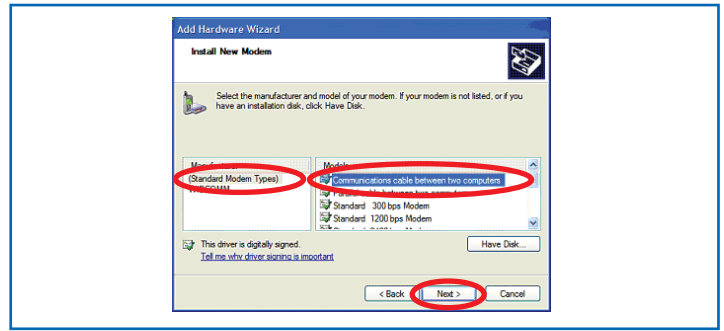 Add Hardware Wizard
Install New Modem
Select the manufacturer and model of your modem. If your modem is not listed, or if you
have an installation disk, click Have Disk.
Models
(Standard Modem Types)
Communications cable between two computers
Standard 300 bps Modem
Standard 1200 bps Modem
This driver is digitally signed.
Have Disk...
Tell me why driver signing is important
< Back
Next >
Cancel